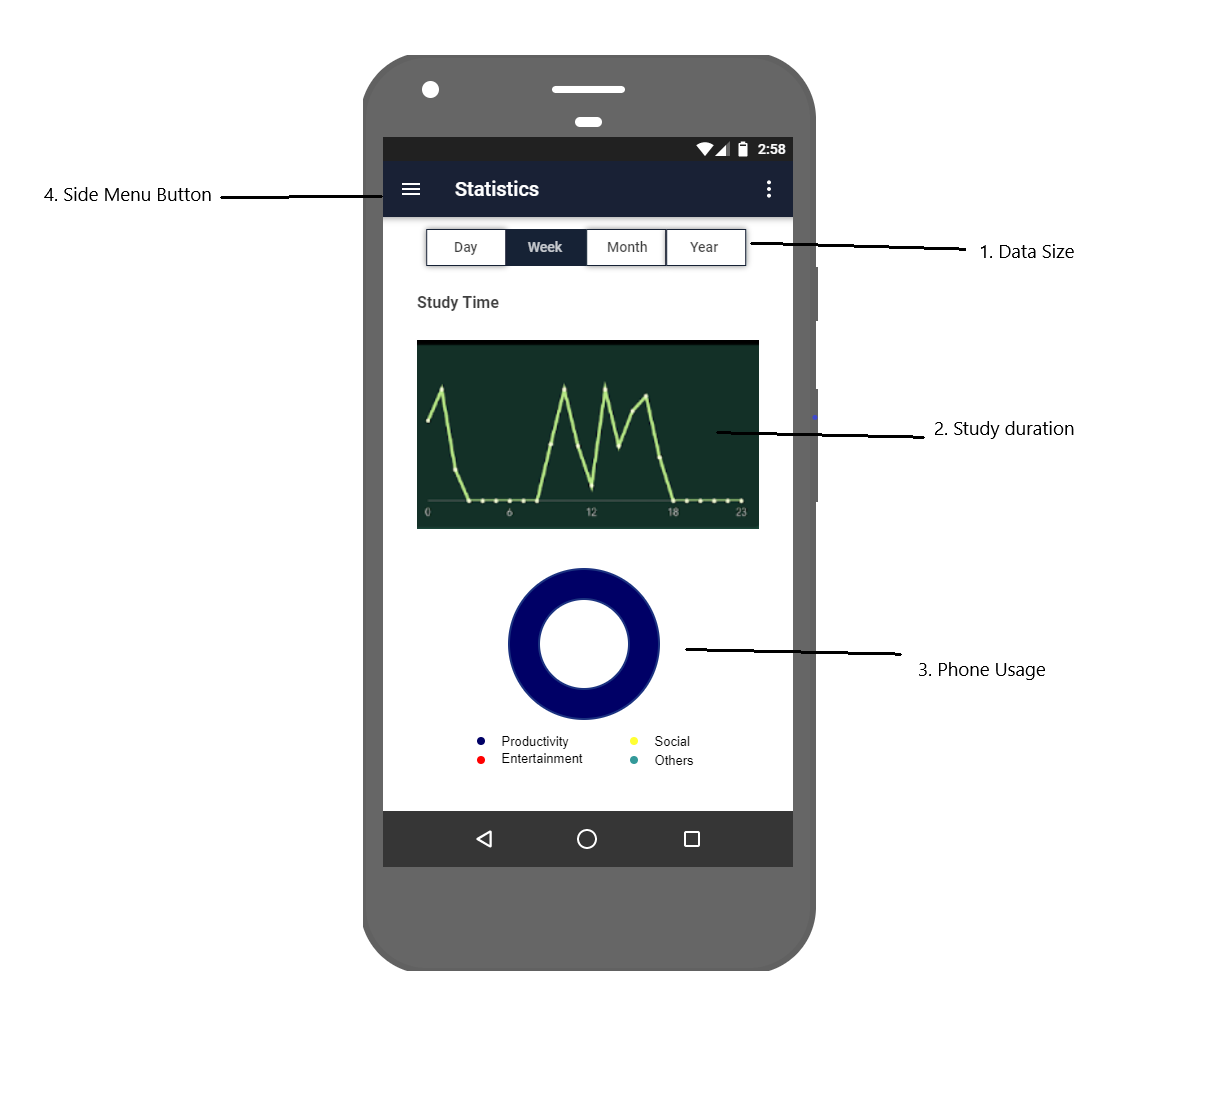 2:58
4. Side Menu Button
Statistics
Day Week Month Year
1. Data Size
Study Time
2. Study duration
0 6 12 18 23
3. Phone Usage
Productivity Social
Entertainment Others